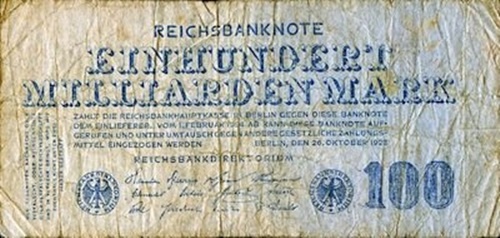 REICHSBANKNOTE
EINHUNDERT
MILLIARDEN MARK
ZAHLT DIE REICHSBANKHAUPTKASSE IN BERLIN GEGEN DIESE BANKNOTE
DEM EINLIEFERER. VOM 1. FEBRUAR 1924 AB KANN DIESE BANKNOTE AUF-
GERUFEN UND UNTER UMTAUSCH GEGEN ANDERE GESETZLICHE ZAHLUNGS-
MITTEL EINGEZOGEN WERDEN BERLIN, DEN 26. OKTOBER 1923
REICHSBANKDIREKTORIUM
100